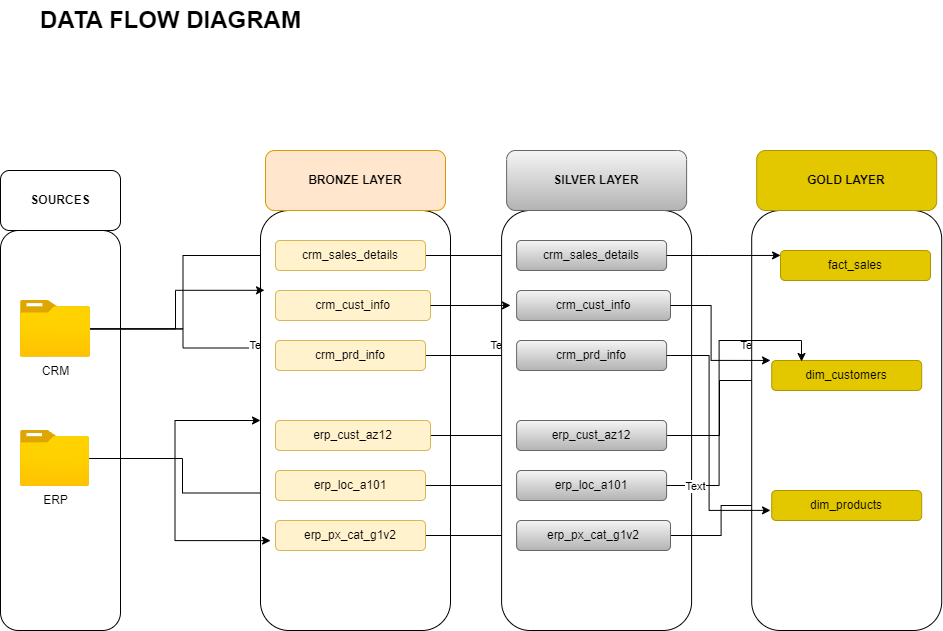 DATA FLOW DIAGRAM
SOURCES
BRONZE LAYER
SILVER LAYER
GOLD LAYER
crm_sales_details
crm_sales_details
fact_sales
crm_cust_info
crm_cust_info
Te
Te
Te
crm_prd_info
crm_prd_info
CRM
dim_customers
erp_cust_az12
erp_cust_az12
erp_loc_a101
erp_loc_a101
Text
ERP
dim_products
erp_px_cat_g1v2
erp_px_cat_g1v2